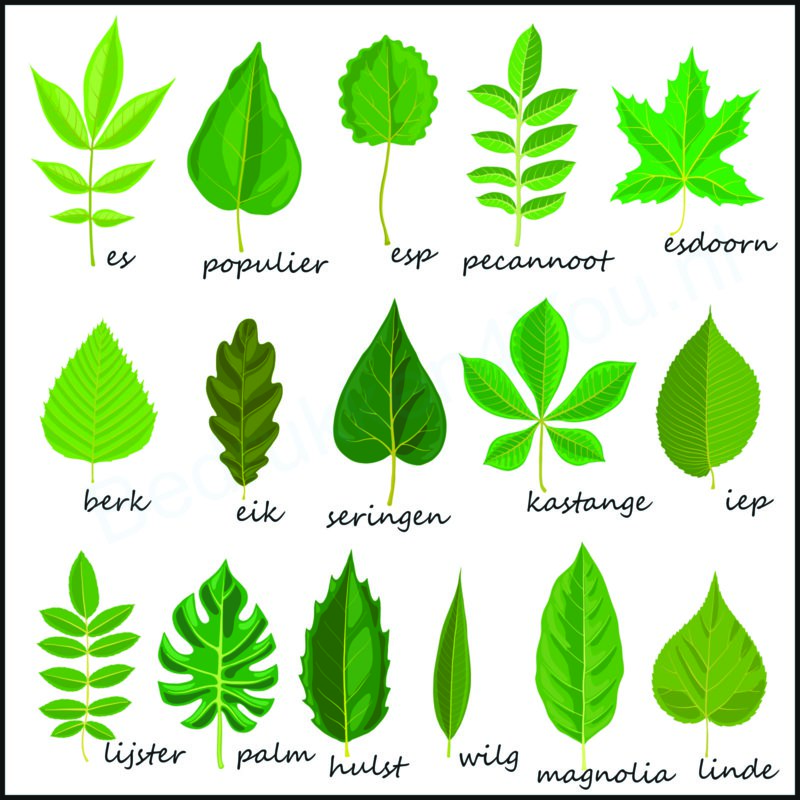 es
populier
esp
pecannoot
esdoorn
berk
eik
seringen
kastange
iep
lijster
palm
hulst
wilg
magnolia
linde